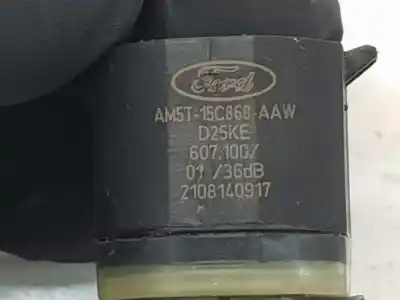 Ford
AM5T-15C868-AAW
D25KE
607,100/
01 /36dB
2108140917